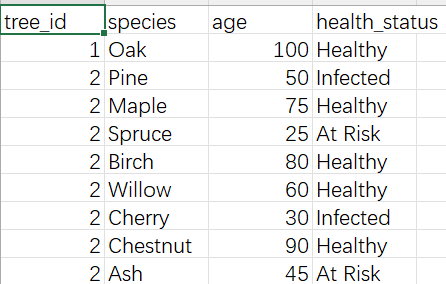 tree_id species age health_status
1 Oak 100 Healthy
2 Pine 50 Infected
2 Maple 75 Healthy
2 Spruce 25 At Risk
2 Birch 80 Healthy
2 Willow 60 Healthy
2 Cherry 30 Infected
2 Chestnut 90 Healthy
2 Ash 45 At Risk